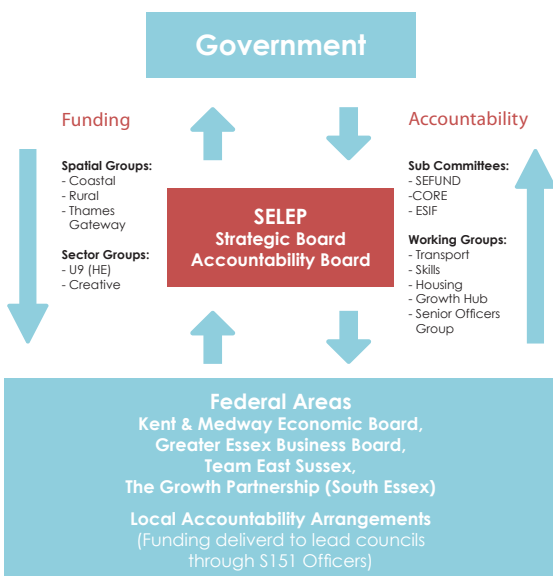 Government
Funding
Spatial Groups:
- Coastal
- Rural
- Thames
Gateway
Sector Groups:
- U9 (HE)
- Creative
SELEP
Strategic Board
Accountability Board
Accountability
Sub Committees:
- SEFUND
-CORE
- ESIF
Working Groups:
- Transport
- Skills
- Housing
- Growth Hub
- Senior Officers
Group
Federal Areas
Kent & Medway Economic Board,
Greater Essex Business Board,
Team East Sussex,
The Growth Partnership (South Essex)
Local Accountability Arrangements
(Funding deliverd to lead councils
through S151 Officers)